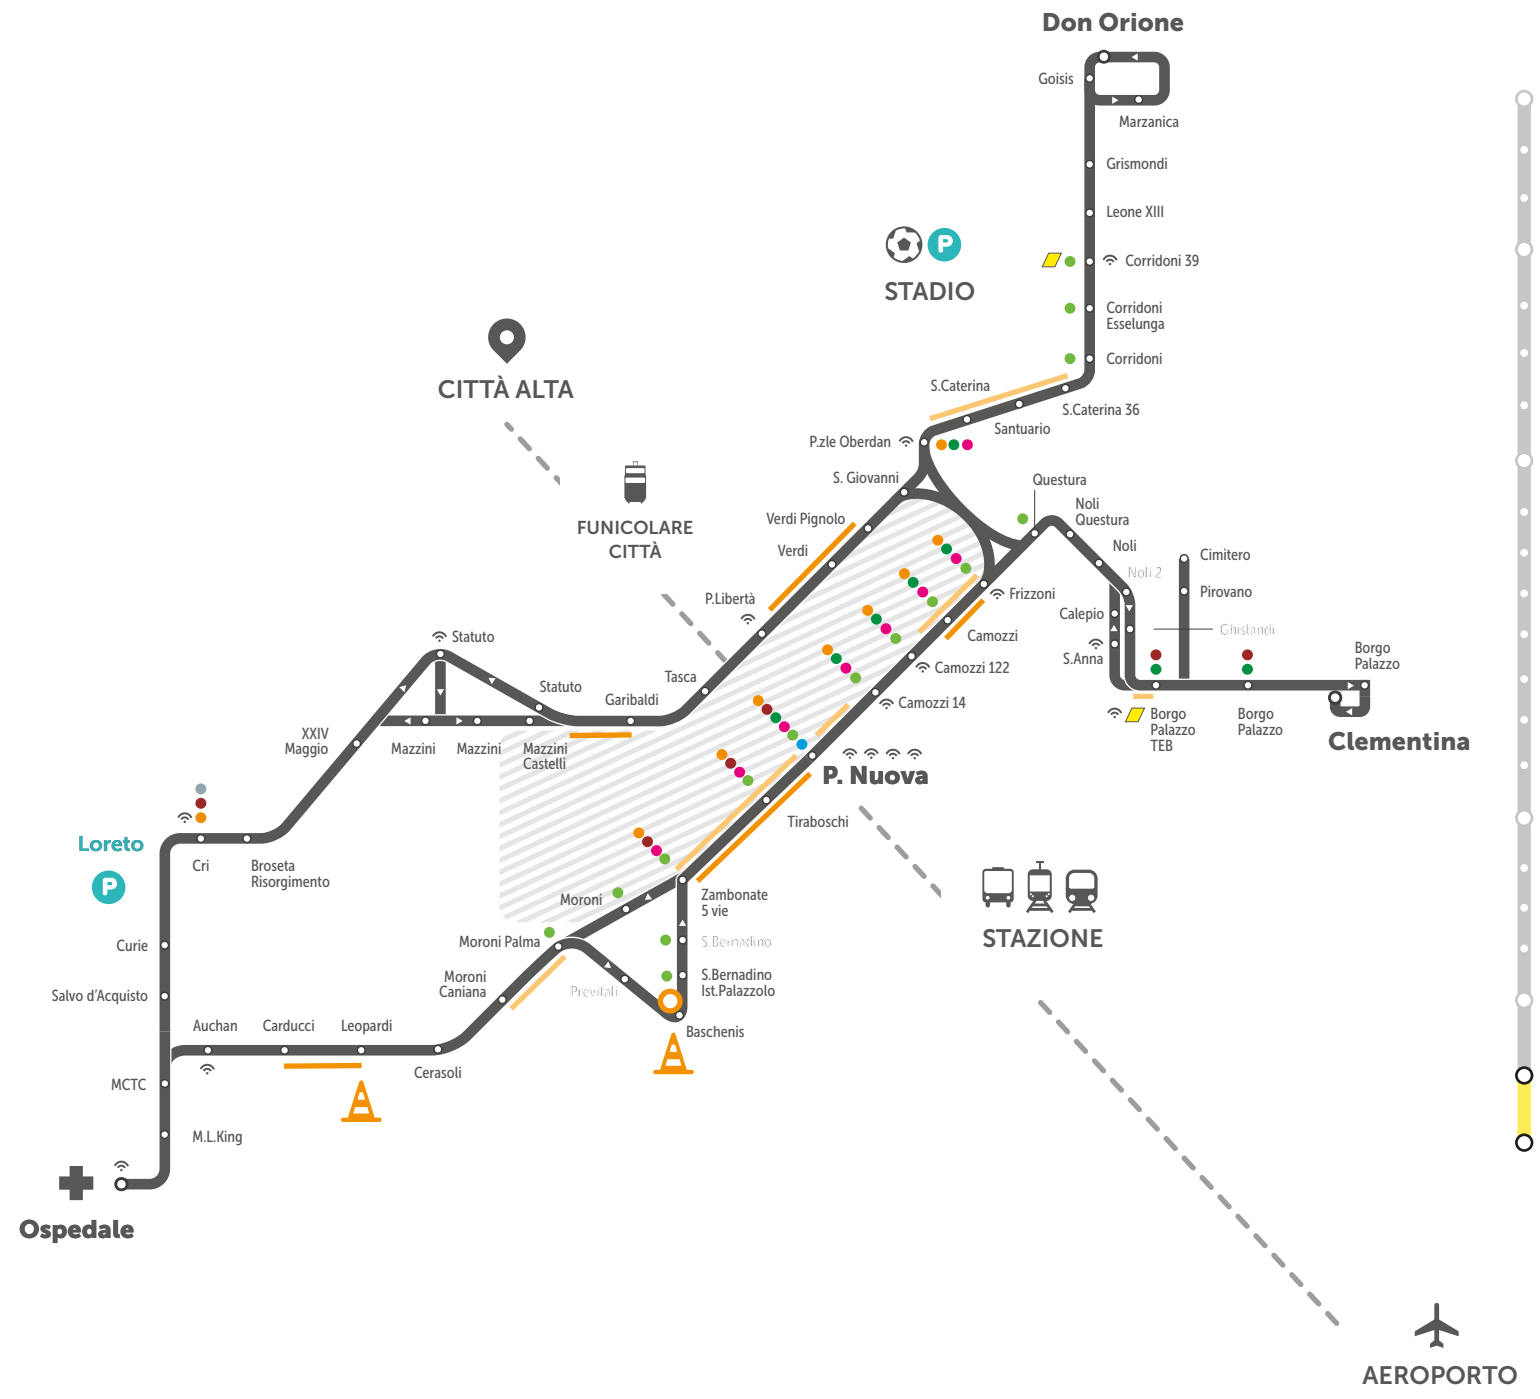 Don Orione
Goisis
Marzanica
Grismondi
Leone XIII
Corridoni 39
P
STADIO
Corridoni
Esselunga
Corridoni
CITTÀ ALTA
S.Caterina
S.Caterina 36
Santuario
P.zle Oberdan
S. Giovanni
Questura
Noli
Questura
Verdi Pignolo
FUNICOLARE
CITTÀ
Verdi
Noli
Cimitero
Noli 2
Pirovano
P.Libertà
Frizzoni
Calepio
Ghislandi
Statuto
Camozzi
S.Anna
Borgo
Palazzo
Camozzi 122
Tasca
Statuto
Garibaldi
Camozzi 14
XXIV
Maggio
Mazzini
Mazzini
Mazzini
Castelli
Borgo
Palazzo
TEB
Borgo
Palazzo
Clementina
P. Nuova
Tiraboschi
Loreto
P
Cri
Broseta
Risorgimento
Moroni
Zambonate
5 vie
STAZIONE
Curie
Moroni Palma
S.Bernadino
Moroni
Caniana
Previtali
S.Bernadino
Ist.Palazzolo
Salvo d'Acquisto
Auchan
Carducci
Leopardi
Baschenis
Cerasoli
MCTC
M.L.King
Ospedale
AEROPORTO